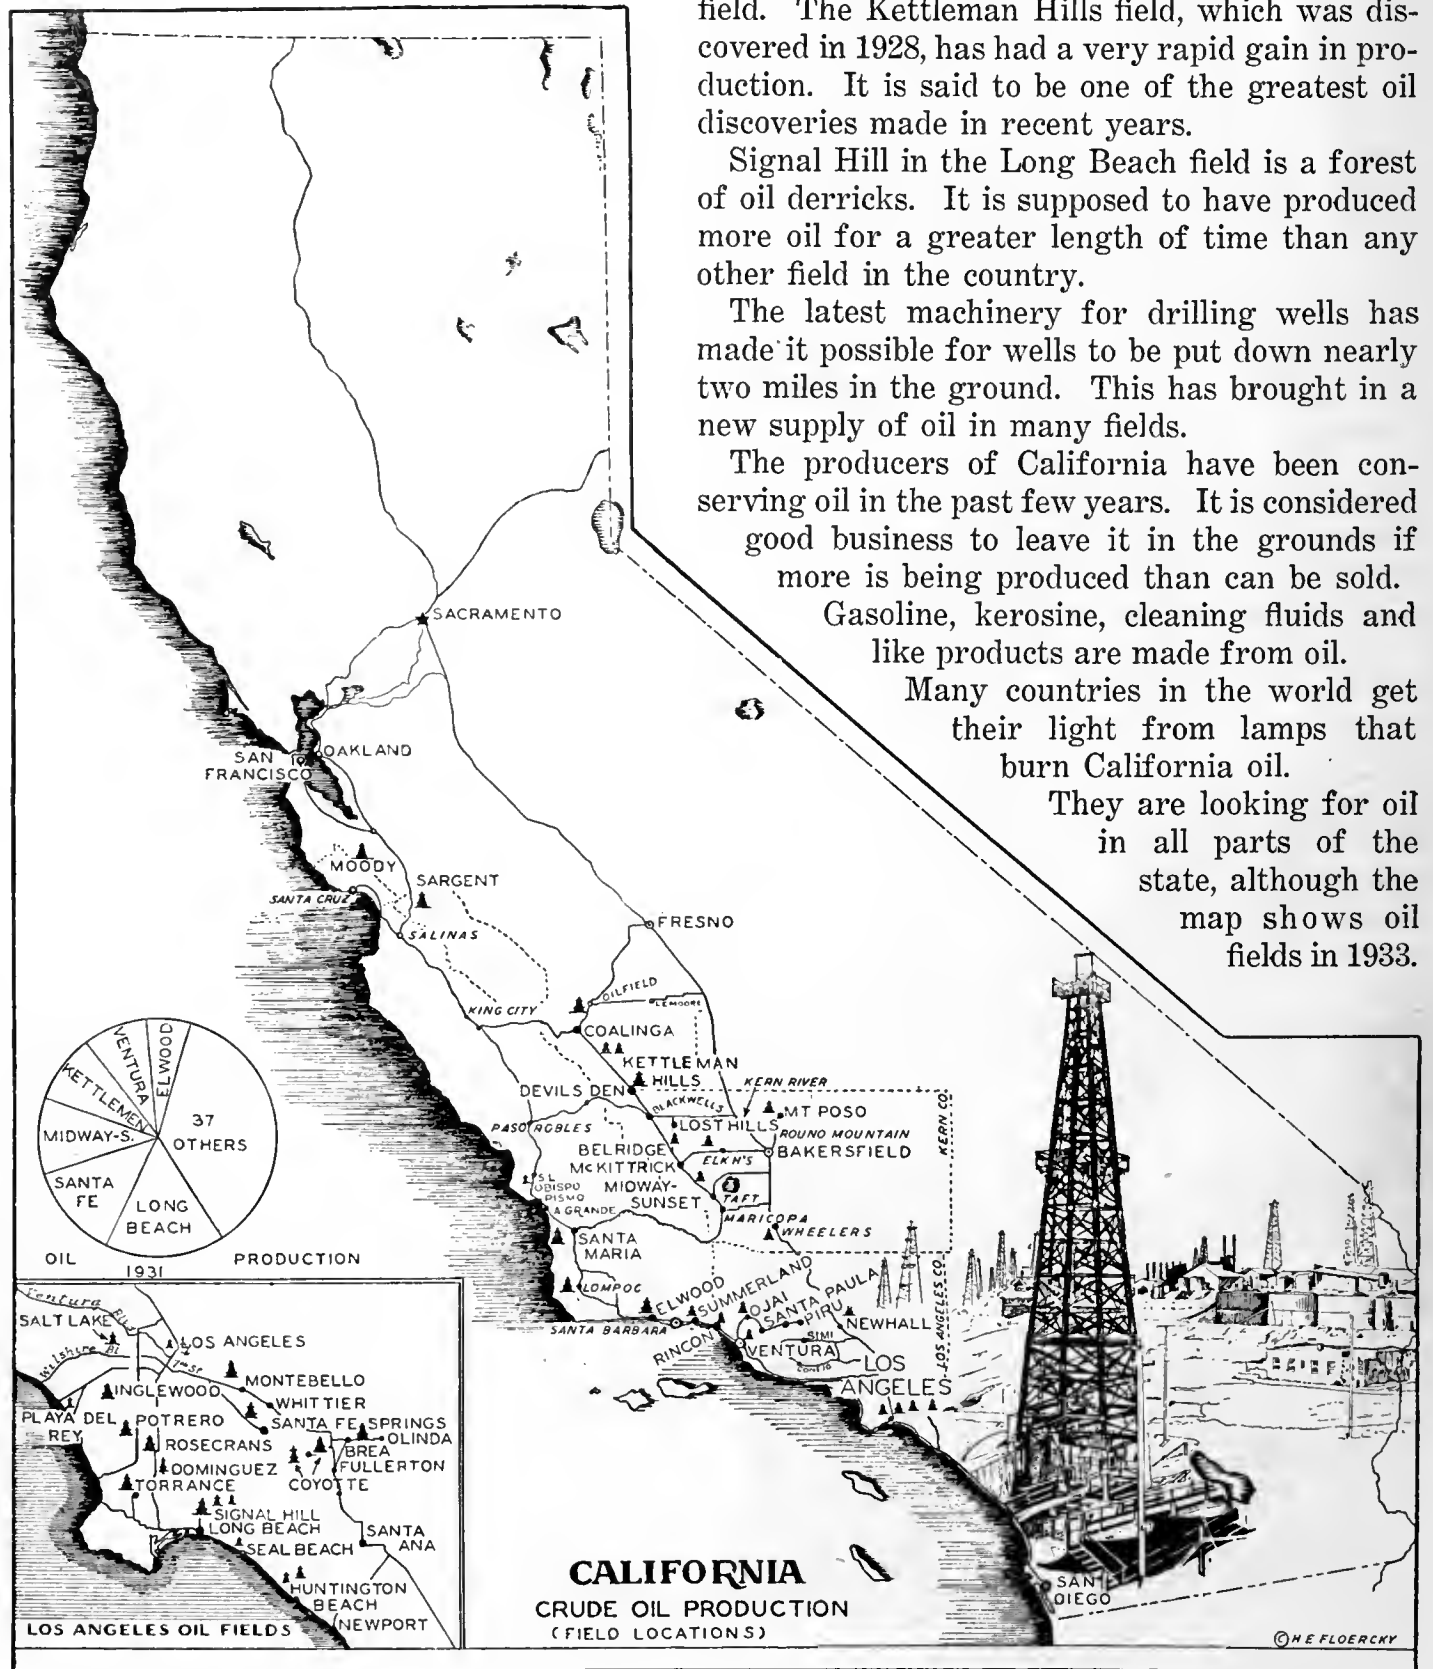 field. The Kettleman Hills field, which was dis-
covered in 1928, has had a very rapid gain in pro-
duction. It is said to be one of the greatest oil
discoveries made in recent years.
Signal Hill in the Long Beach field is a forest
of oil derricks. It is supposed to have produced
more oil for a greater length of time than any
other field in the country.
The latest machinery for drilling wells has
made it possible for wells to be put down nearly
two miles in the ground. This has brought in a
new supply of oil in many fields.
The producers of California have been con-
serving oil in the past few years. It is considered
good business to leave it in the grounds if
more is being produced than can be sold.
Gasoline, kerosine, cleaning fluids and
like products are made from oil.
Many countries in the world get
their light from lamps that
burn California oil.
They are looking for oil
in all parts of the
state, although the
map shows oil
fields in 1933.
SACRAMENTO
OAKLAND
SAN
FRANCISCO
MOODY
SARGENT
SANTA CRUZ
SALINAS
FRESNO
OILFIELD
LEMOORE
KING CITY
COALINGA
KETTLEMAN
HILLS
DEVILS DEN
KERN RIVER
BLACKWELLS
MT POSO
LOST HILLS
PASO ROBLES
ROUND MOUNTAIN
BELRIDGE
BAKERSFIELD
KERN CO.
McKITTRICK
ELK H'S
S L
OBISPO
MIDWAY-
SUNSET
PISMO
TAFT
A GRANDE
MARICOPA
WHEELERS
SANTA
MARIA
LOMPOC
ELWOOD
SUMMERLAND
OJAI
SANTA PAULA
PIRU
NEWHALL
LOS ANGELES CO.
SANTA BARBARA
RINCON
VENTURA
SIMI
LOS
ANGELES
SAN
DIEGO
ELWOOD
VENTURA
KETTLEMEN
MIDWAY-S.
SANTA
FE
LONG
BEACH
37
OTHERS
OIL
1931
PRODUCTION
Ventura
Blvd
SALT LAKE
LOS ANGELES
Wilshire Bl
7th St
MONTEBELLO
INGLEWOOD
WHITTIER
PLAYA DEL
REY
POTRERO
SANTA FE SPRINGS
OLINDA
ROSECRANS
BREA
DOMINGUEZ
FULLERTON
TORRANCE
COYOTTE
SIGNAL HILL
LONG BEACH
SANTA
ANA
SEAL BEACH
HUNTINGTON
BEACH
NEWPORT
LOS ANGELES OIL FIELDS
CALIFORNIA
CRUDE OIL PRODUCTION
(FIELD LOCATIONS)
© H E FLOERCKY